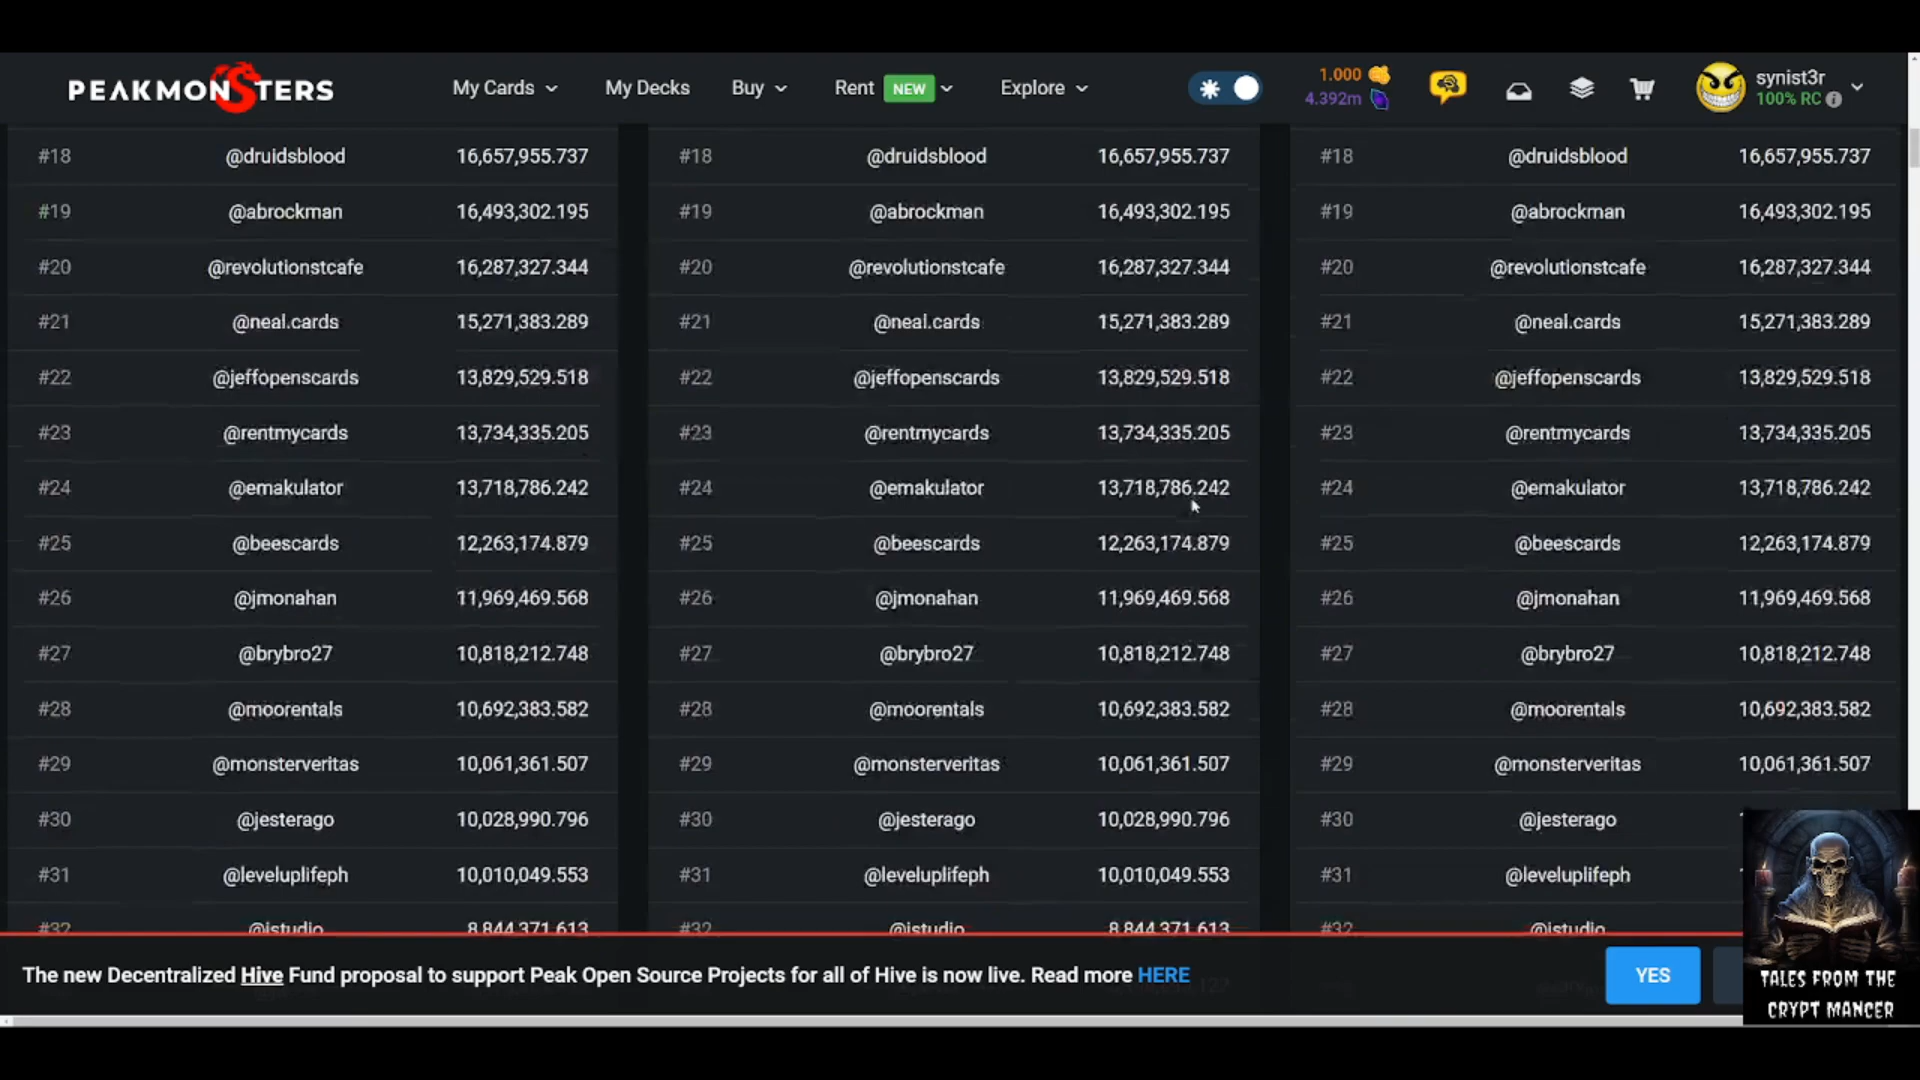 PEAKMONSTERS My Cards My Decks Buy Rent NEW Explore 1.000 4.392m synist3r 100% RC
#18 @druidsblood 16,657,955.737 #18 @druidsblood 16,657,955.737 #18 @druidsblood 16,657,955.737
#19 @abrockman 16,493,302.195 #19 @abrockman 16,493,302.195 #19 @abrockman 16,493,302.195
#20 @revolutionstcafe 16,287,327.344 #20 @revolutionstcafe 16,287,327.344 #20 @revolutionstcafe 16,287,327.344
#21 @neal.cards 15,271,383.289 #21 @neal.cards 15,271,383.289 #21 @neal.cards 15,271,383.289
#22 @jeffopenscards 13,829,529.518 #22 @jeffopenscards 13,829,529.518 #22 @jeffopenscards 13,829,529.518
#23 @rentmycards 13,734,335.205 #23 @rentmycards 13,734,335.205 #23 @rentmycards 13,734,335.205
#24 @emakulator 13,718,786.242 #24 @emakulator 13,718,786.242 #24 @emakulator 13,718,786.242
#25 @beescards 12,263,174.879 #25 @beescards 12,263,174.879 #25 @beescards 12,263,174.879
#26 @jmonahan 11,969,469.568 #26 @jmonahan 11,969,469.568 #26 @jmonahan 11,969,469.568
#27 @brybro27 10,818,212.748 #27 @brybro27 10,818,212.748 #27 @brybro27 10,818,212.748
#28 @moorentals 10,692,383.582 #28 @moorentals 10,692,383.582 #28 @moorentals 10,692,383.582
#29 @monsterveritas 10,061,361.507 #29 @monsterveritas 10,061,361.507 #29 @monsterveritas 10,061,361.507
#30 @jesterago 10,028,990.796 #30 @jesterago 10,028,990.796 #30 @jesterago
#31 @leveluplifeph 10,010,049.553 #31 @leveluplifeph 10,010,049.553 #31 @leveluplifeph
#32 @istudio 8,844,371.613 #32 @istudio 8,844,371.613 #32 @istudio
The new Decentralized Hive Fund proposal to support Peak Open Source Projects for all of Hive is now live. Read more HERE YES
TALES FROM THE
CRYPT MANCER